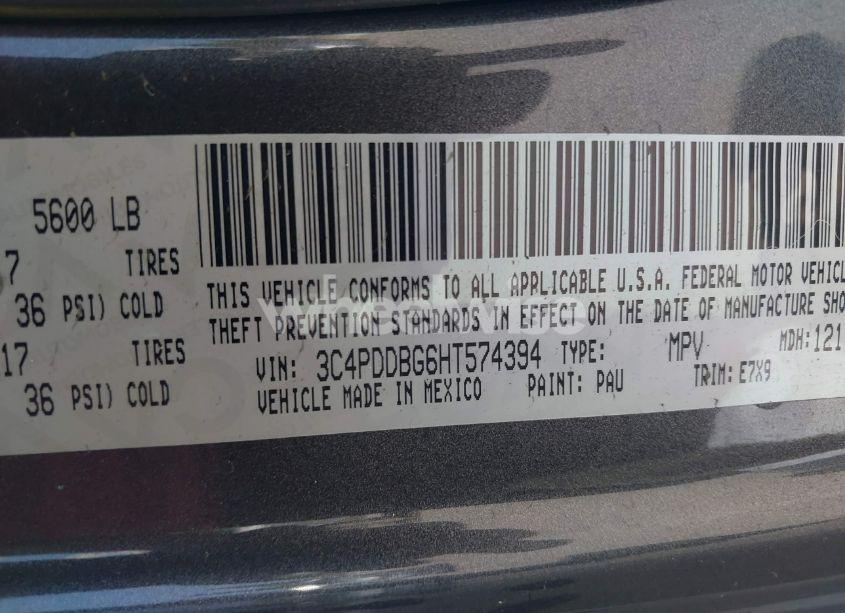 5600 LB
7 TIRES
36 PSI) COLD
17 TIRES
36 PSI) COLD
THIS VEHICLE CONFORMS TO ALL APPLICABLE U.S.A. FEDERAL MOTOR VEHICL
THEFT PREVENTION STANDARDS IN EFFECT ON THE DATE OF MANUFACTURE SHO
VIN: 3C4PDDBG6HT574394 TYPE: MPV MDH:121
VEHICLE MADE IN MEXICO PAINT: PAU TRIM: E7X9
wheelwise